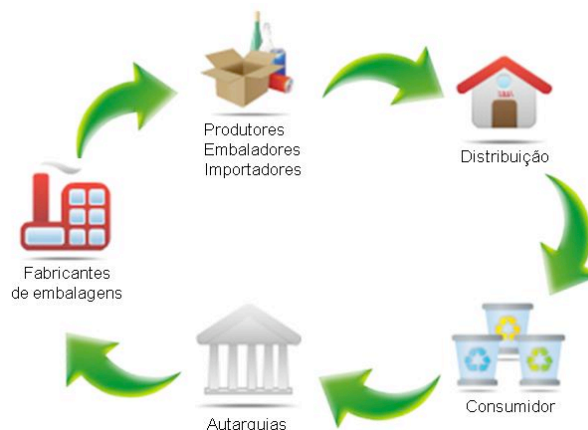 Produtores
Embaladores
Importadores
Distribuição
Fabricantes
de embalagens
Consumidor
Autarquias